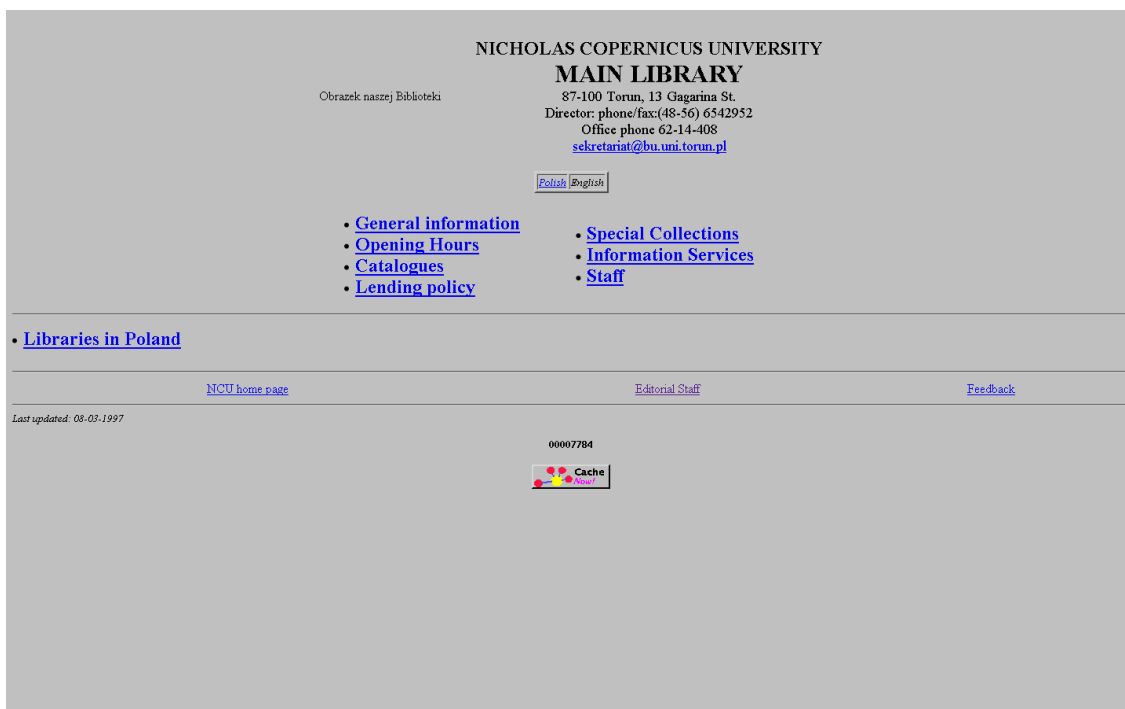 NICHOLAS COPERNICUS UNIVERSITY
MAIN LIBRARY
Obrazek naszej Biblioteki
87-100 Torun, 13 Gagarina St.
Director: phone/fax:(48-56) 6542952
Office phone 62-14-408
sekretariat@bu.uni.torun.pl
Polish English
• General information
• Opening Hours
• Catalogues
• Lending policy
• Special Collections
• Information Services
• Staff
• Libraries in Poland
NCU home page Editorial Staff Feedback
Last updated: 08-03-1997
00007784
Cache
Now!